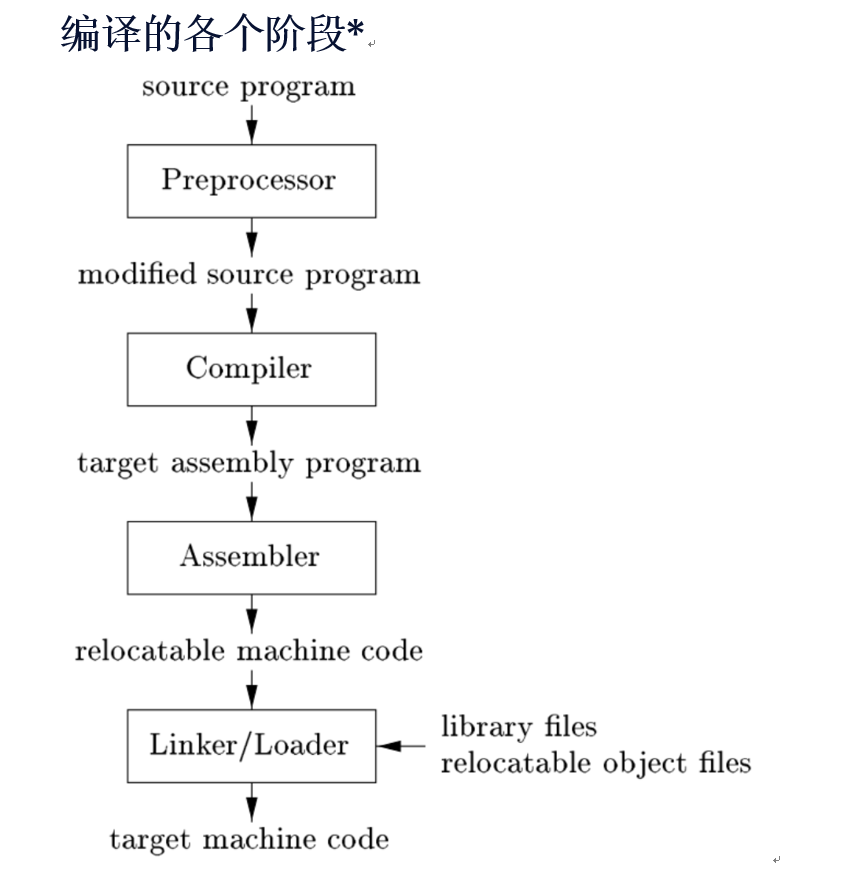 编译的各个阶段*
source program
Preprocessor
modified source program
Compiler
target assembly program
Assembler
relocatable machine code
Linker/Loader
library files
relocatable object files
target machine code